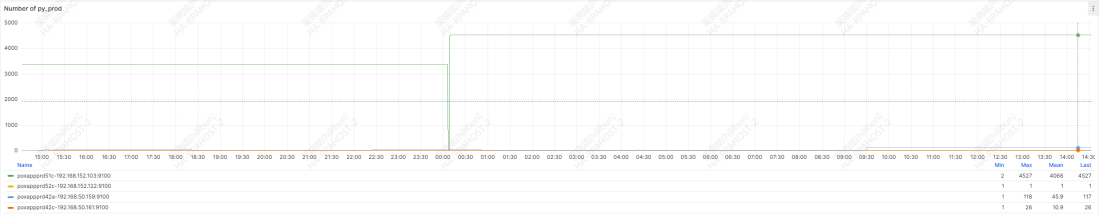 Number of py_prod
5000
4000
3000
2000
1000
0
15:00 15:30 16:00 16:30 17:00 17:30 18:00 18:30 19:00 19:30 20:00 20:30 21:00 21:30 22:00 22:30 23:00 23:30 00:00 00:30 01:00 01:30 02:00 02:30 03:00 03:30 04:00 04:30 05:00 05:30 06:00 06:30 07:00 07:30 08:00 08:30 09:00 09:30 10:00 10:30 11:00 11:30 12:00 12:30 13:00 13:30 14:00 14:30
Name Min Max Mean Last
poxappprd51c-192.168.152.103:9100 2 4527 4066 4527
poxappprd52c-192.168.152.122:9100 1 1 1 1
poxappprd42a-192.168.50.159:9100 1 118 45.9 117
poxappprd42c-192.168.50.161:9100 1 26 10.9 26